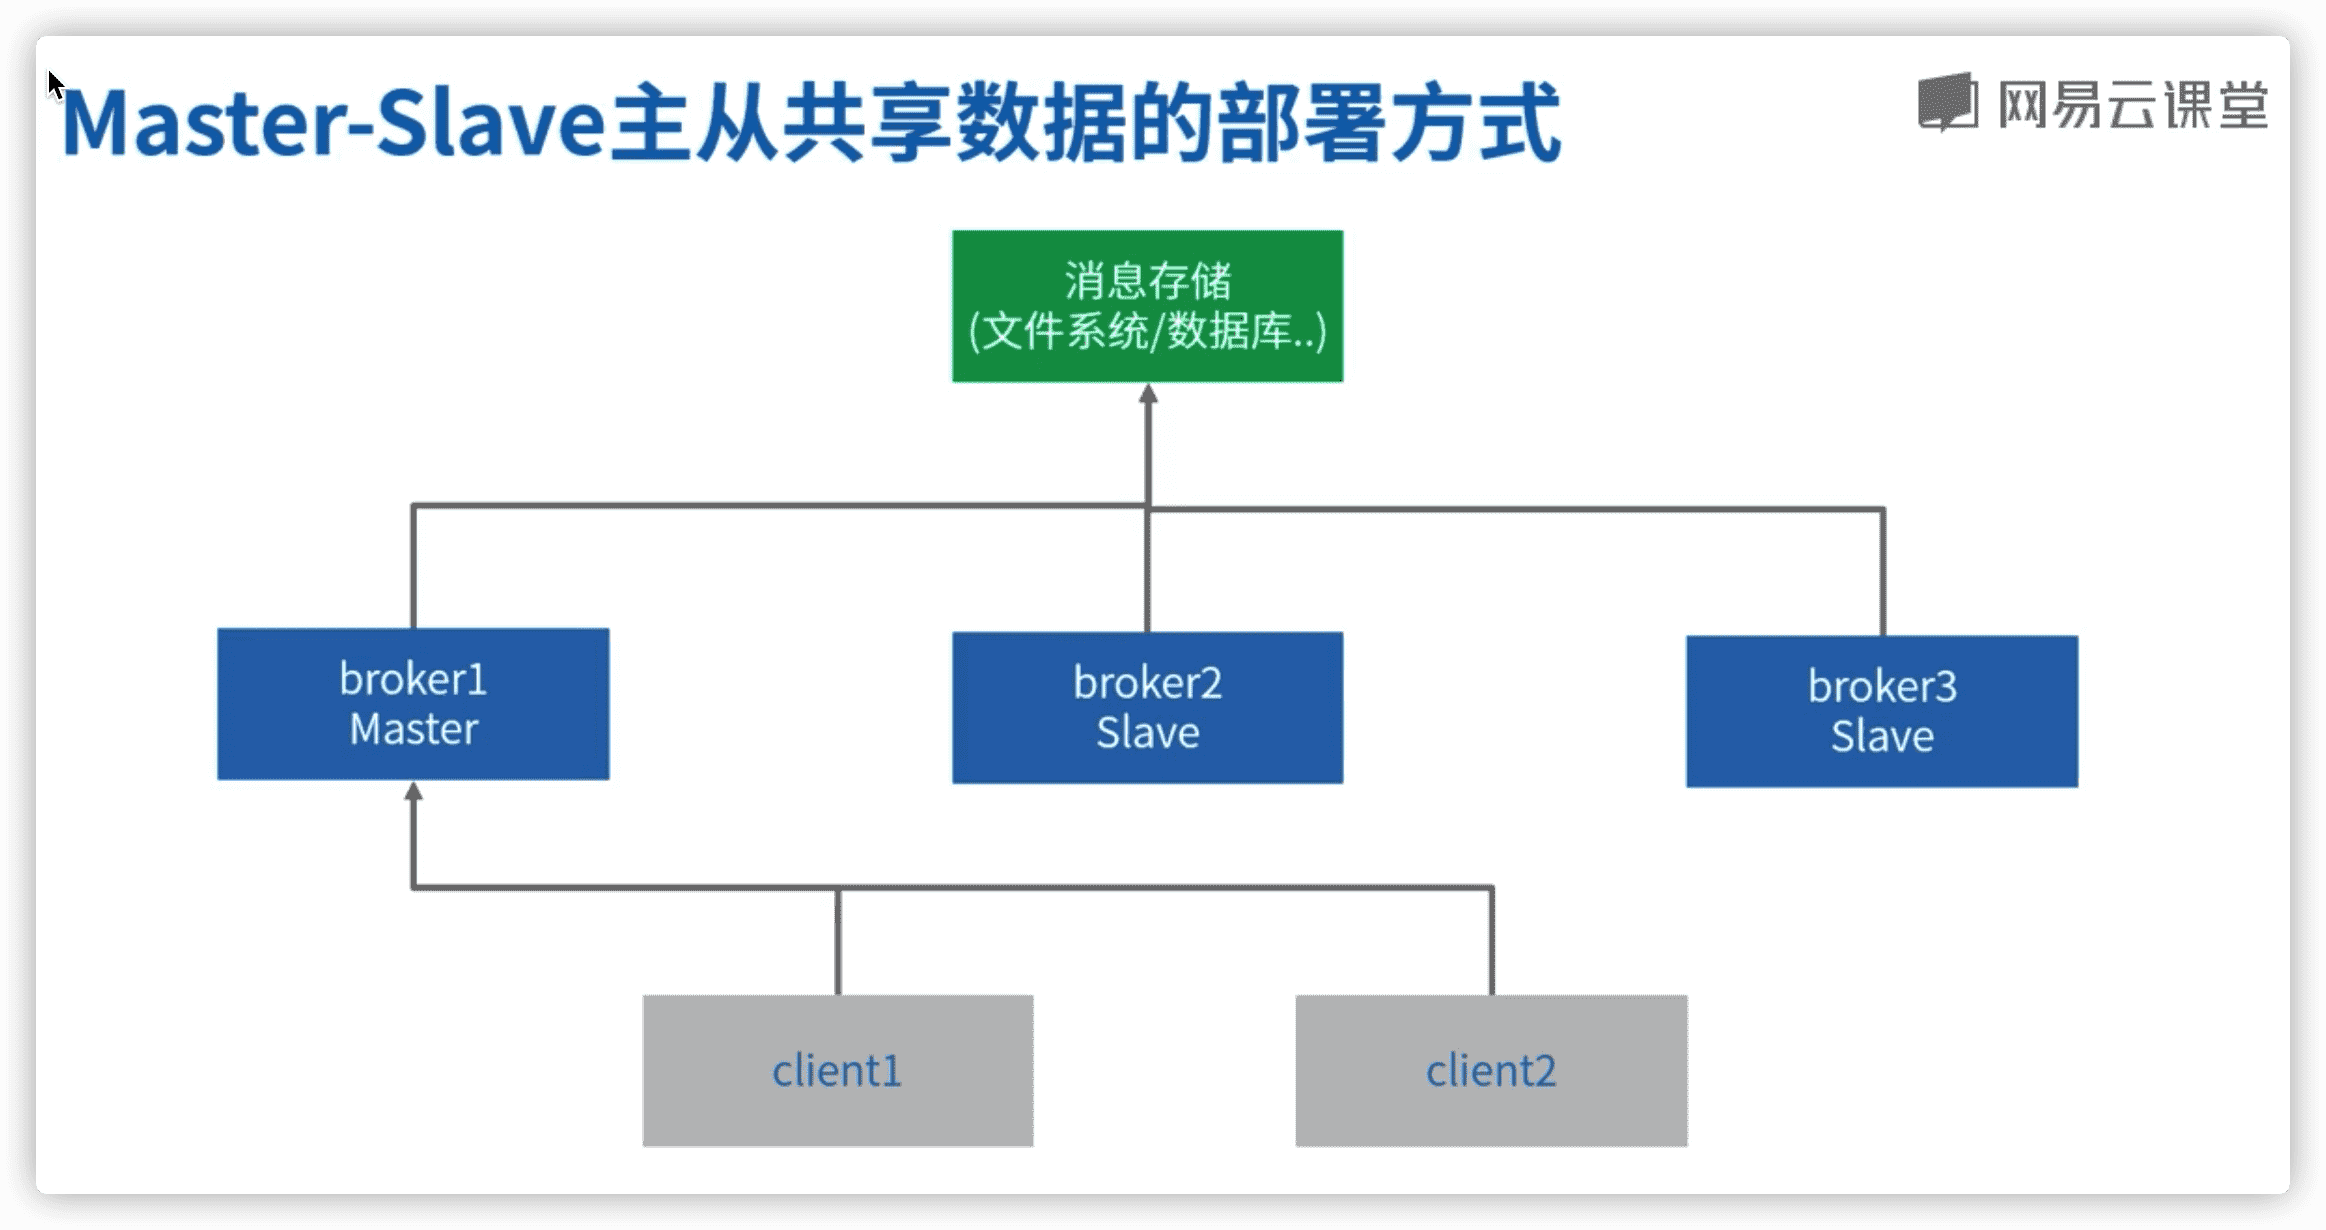 Master-Slave主从共享数据的部署方式
网易云课堂
消息存储
(文件系统/数据库..)
broker1
Master
broker2
Slave
broker3
Slave
client1
client2